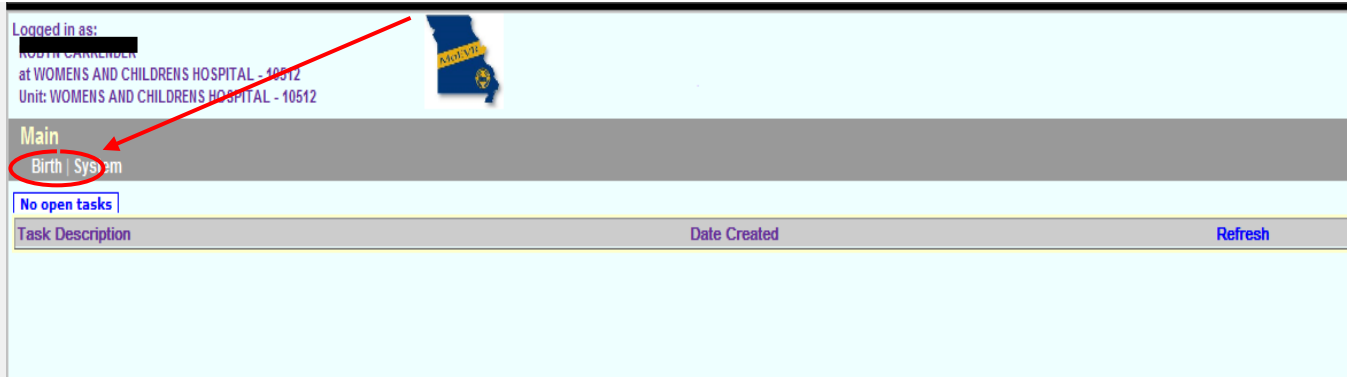 Logged in as:
at WOMENS AND CHILDRENS HOSPITAL - 10512
Unit: WOMENS AND CHILDRENS HOSPITAL - 10512
MoEVR
Main
Birth | System
No open tasks
Task Description Date Created Refresh